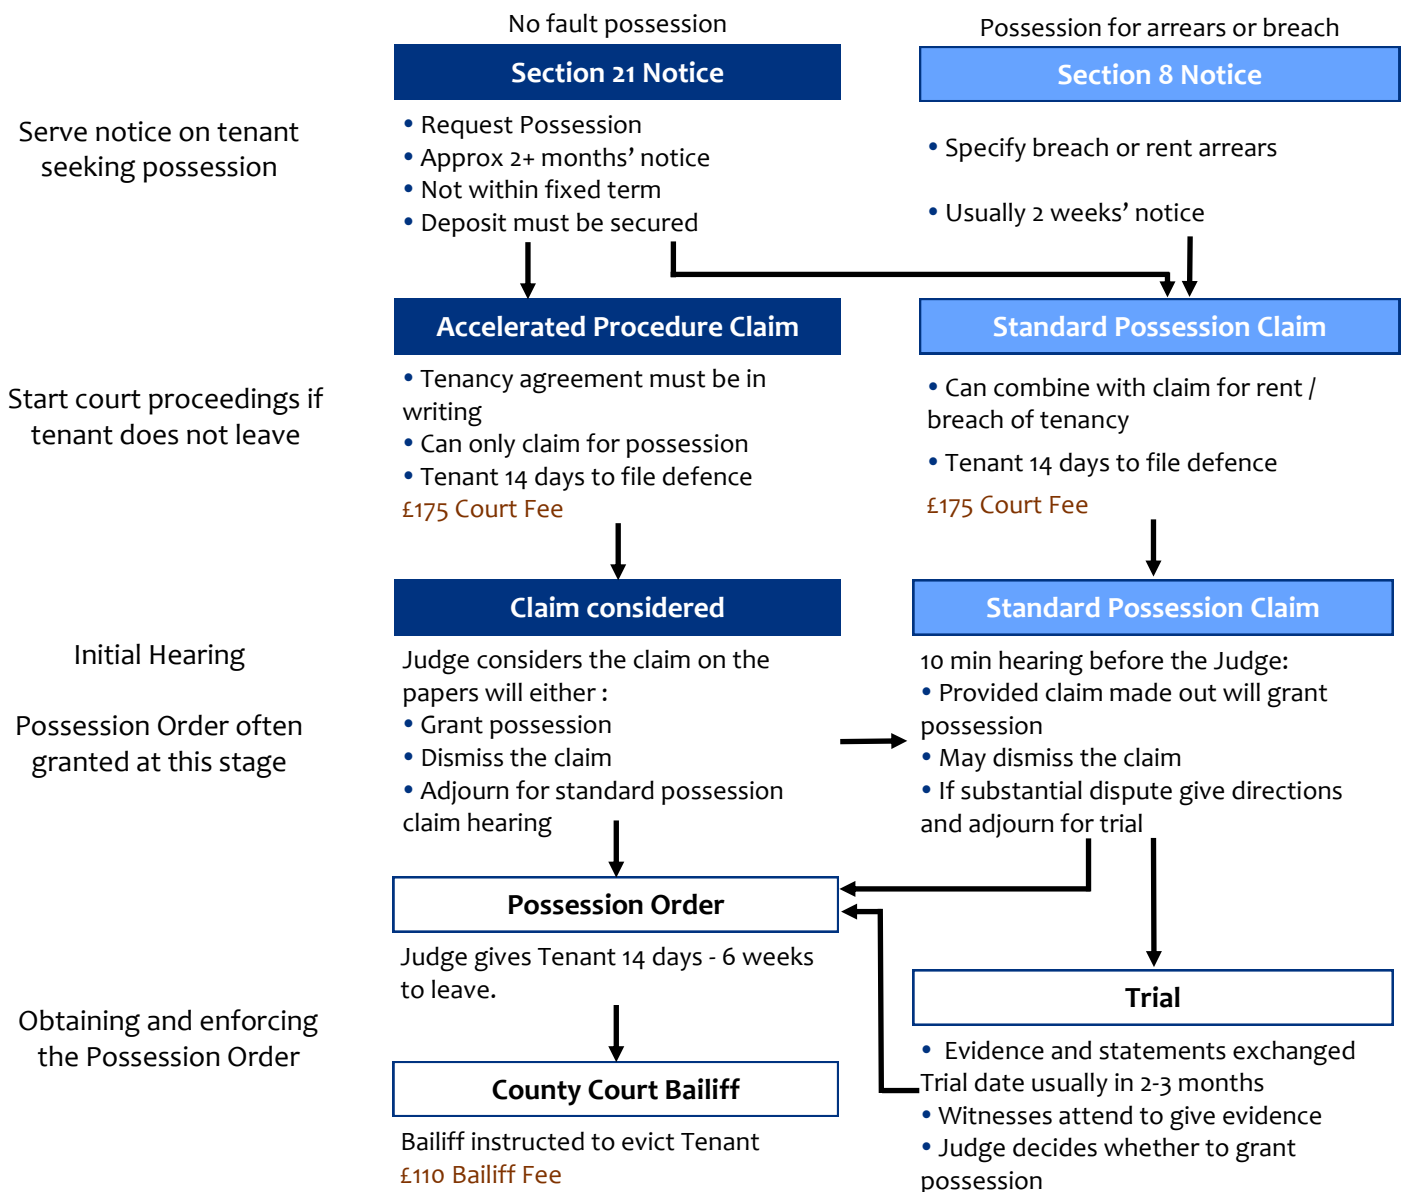 No fault possession
Possession for arrears or breach
Section 21 Notice
Section 8 Notice
Serve notice on tenant
seeking possession
• Request Possession
• Approx 2+ months’ notice
• Not within fixed term
• Deposit must be secured
• Specify breach or rent arrears
• Usually 2 weeks’ notice
Accelerated Procedure Claim
Standard Possession Claim
Start court proceedings if
tenant does not leave
• Tenancy agreement must be in
writing
• Can only claim for possession
• Tenant 14 days to file defence
£175 Court Fee
• Can combine with claim for rent /
breach of tenancy
• Tenant 14 days to file defence
£175 Court Fee
Claim considered
Standard Possession Claim
Initial Hearing
Possession Order often
granted at this stage
Judge considers the claim on the
papers will either :
• Grant possession
• Dismiss the claim
• Adjourn for standard possession
claim hearing
10 min hearing before the Judge:
• Provided claim made out will grant
possession
• May dismiss the claim
• If substantial dispute give directions
and adjourn for trial
Possession Order
Judge gives Tenant 14 days - 6 weeks
to leave.
Trial
Obtaining and enforcing
the Possession Order
• Evidence and statements exchanged
Trial date usually in 2-3 months
• Witnesses attend to give evidence
• Judge decides whether to grant
possession
County Court Bailiff
Bailiff instructed to evict Tenant
£110 Bailiff Fee